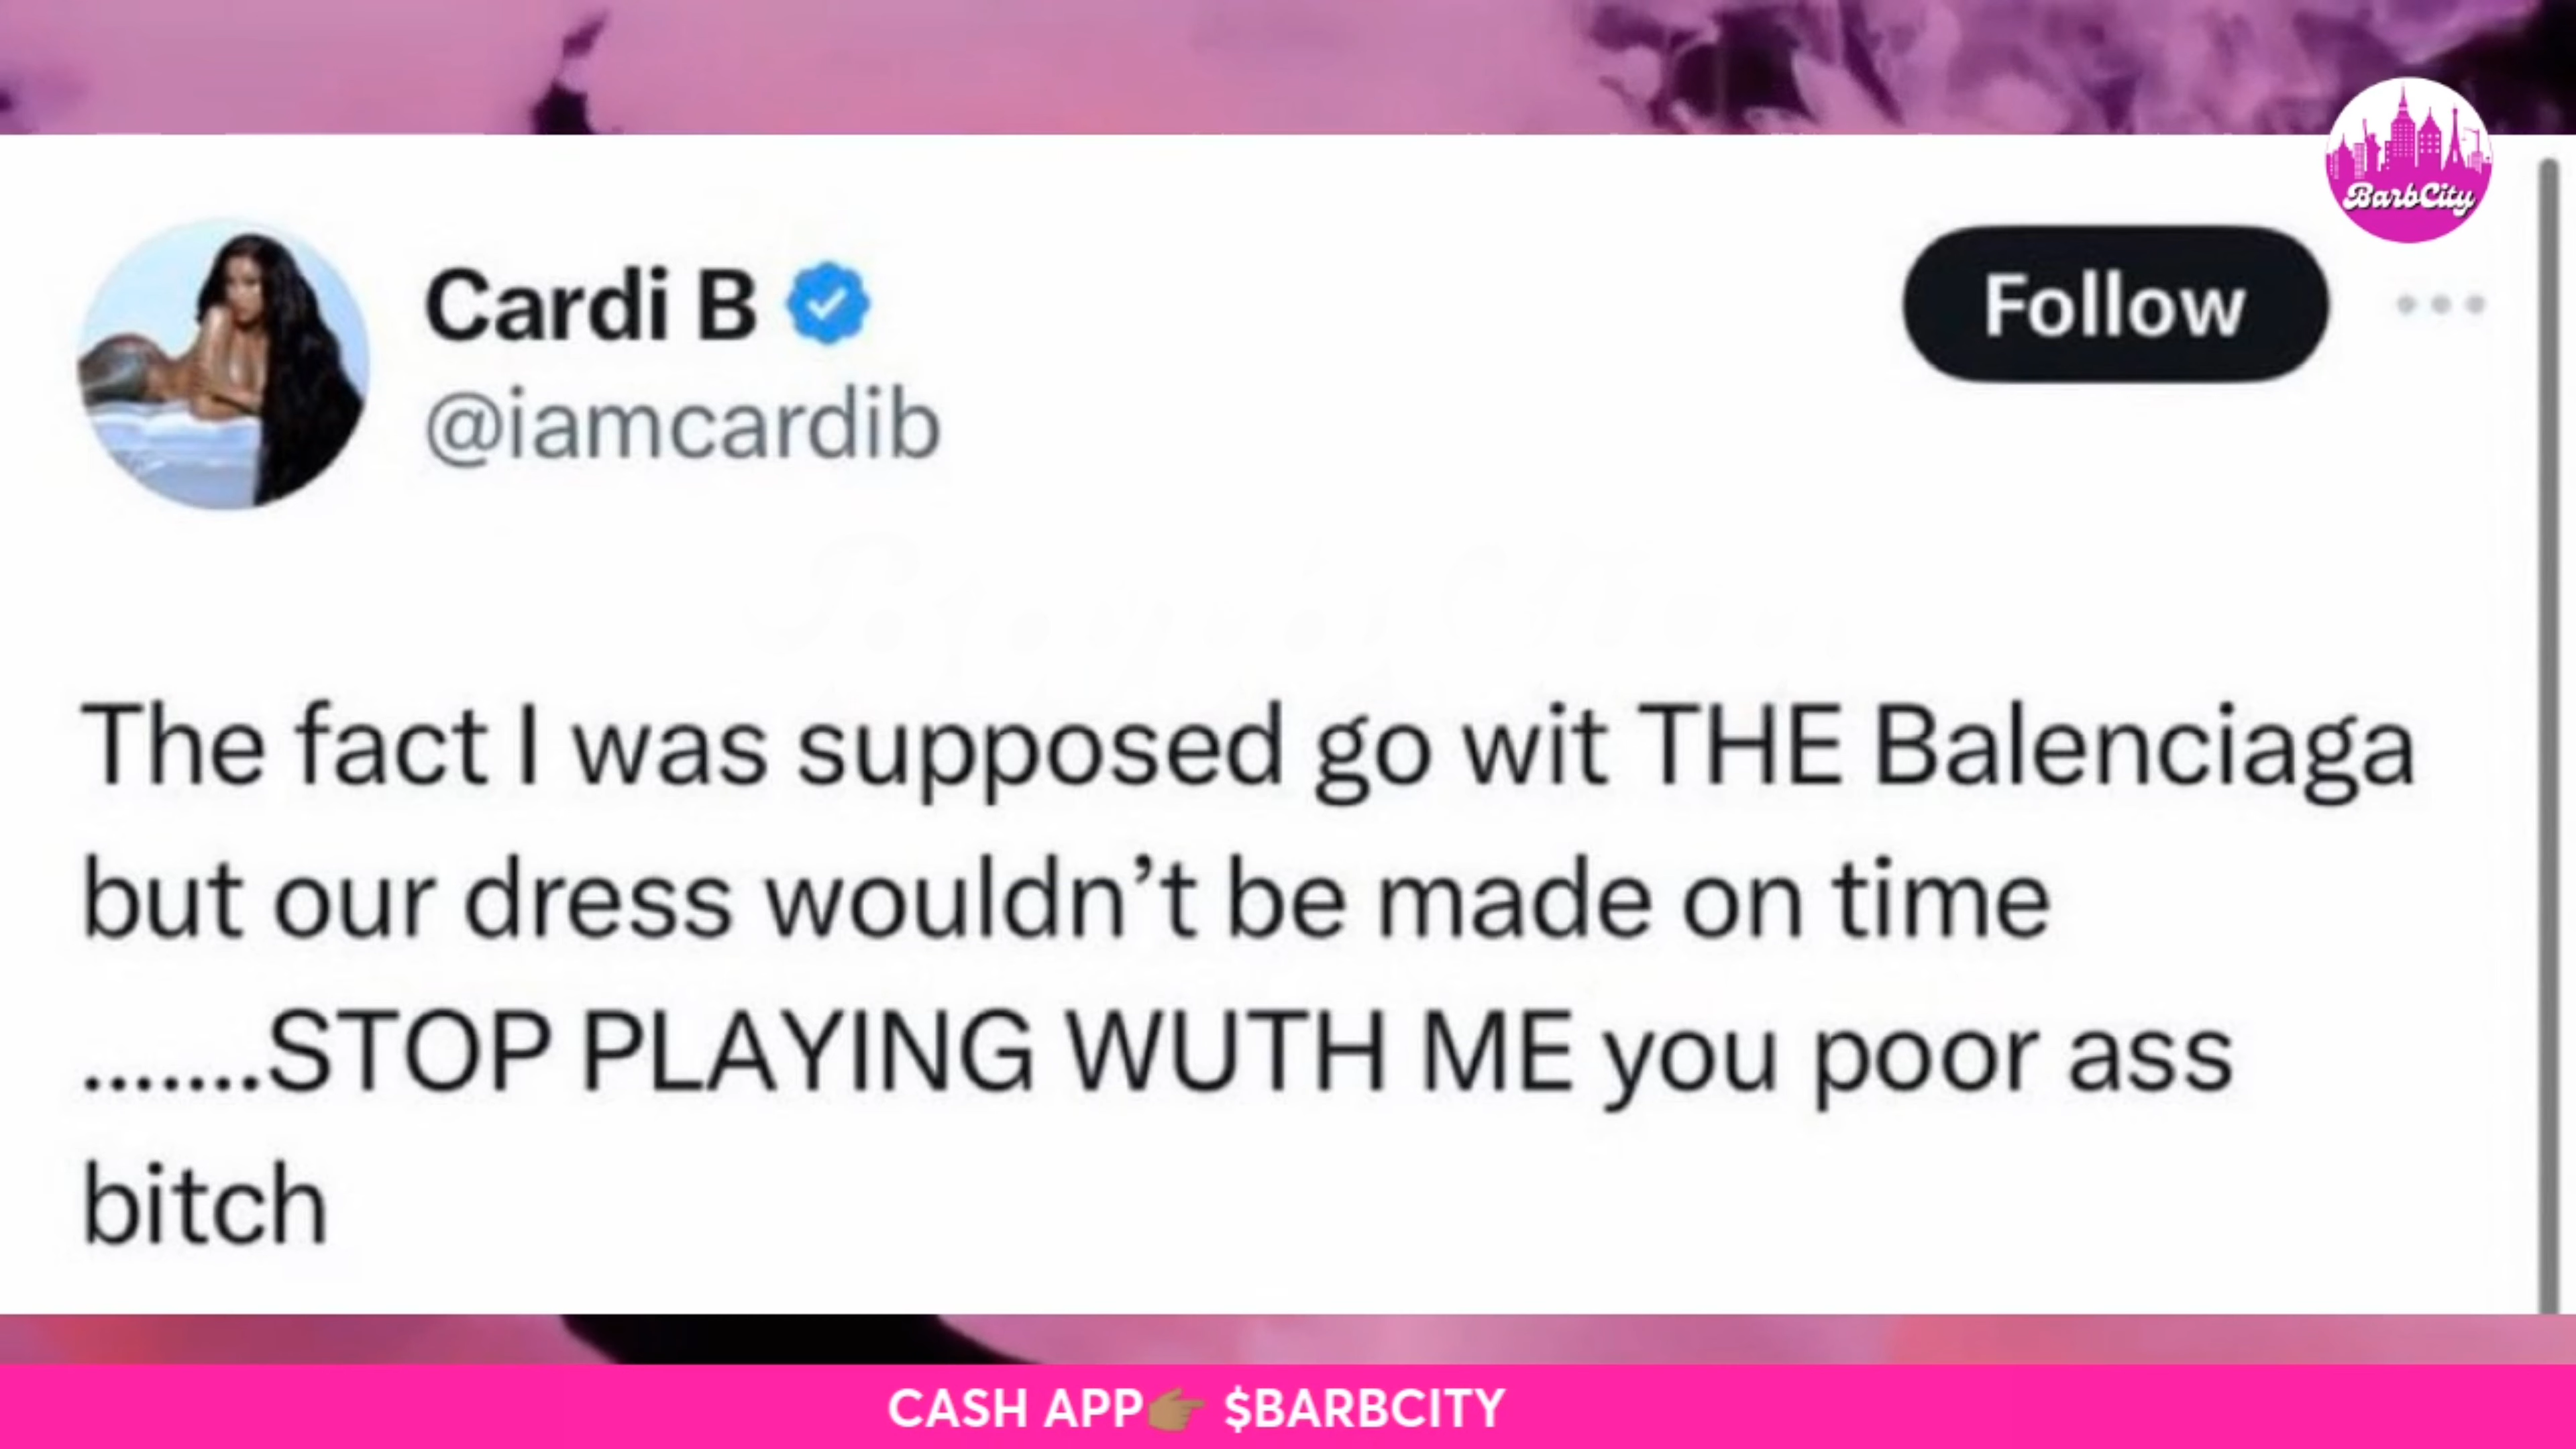 BarbCity
Cardi B
@iamcardib
Follow
The fact I was supposed go wit THE Balenciaga
but our dress wouldn’t be made on time
.......STOP PLAYING WUTH ME you poor ass
bitch
CASH APP👉🏽 $BARBCITY